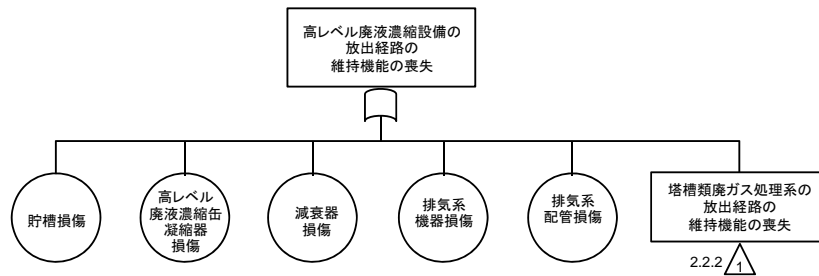 高レベル廃液濃縮設備の
放出経路の
維持機能の喪失
貯槽損傷
高レベル
廃液濃縮缶
凝縮器
損傷
減衰器
損傷
排気系
機器損傷
排気系
配管損傷
塔槽類廃ガス処理系の
放出経路の
維持機能の喪失
2.2.2 1